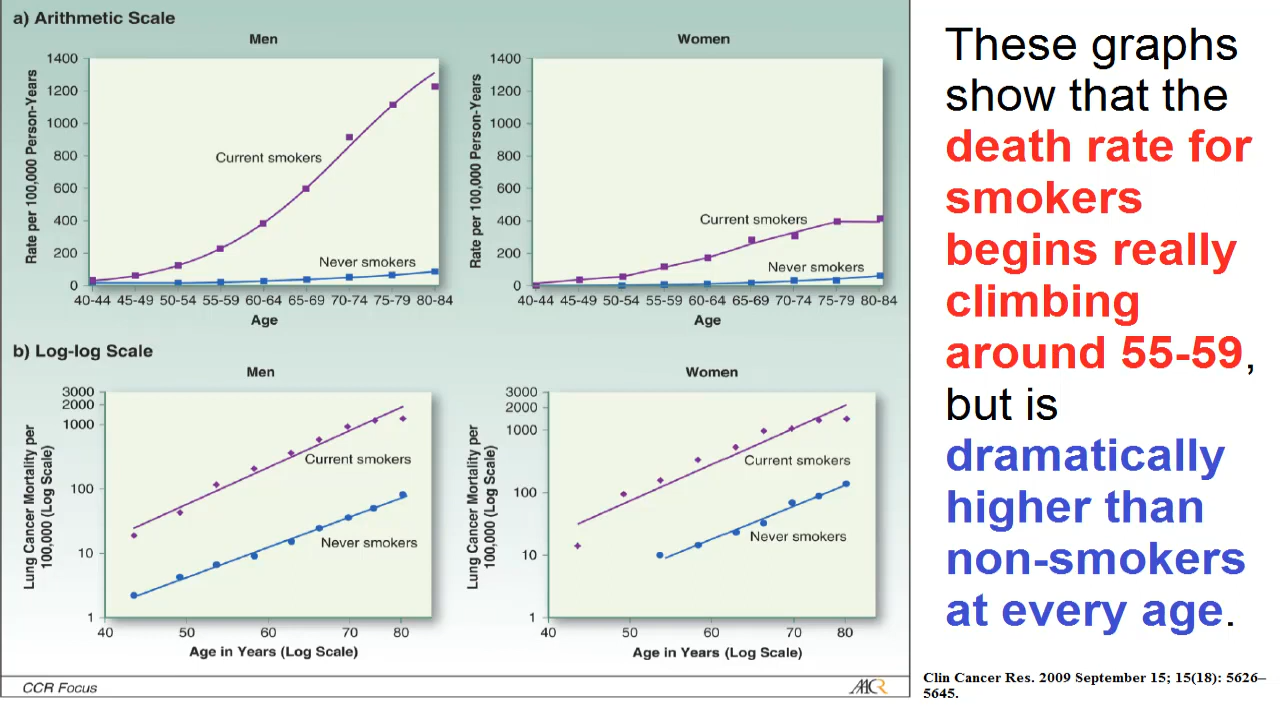 a) Arithmetic Scale
Men
Rate per 100,000 Person-Years
1400
1200
1000
800
600
400
200
0
Current smokers
Never smokers
40-44 45-49 50-54 55-59 60-64 65-69 70-74 75-79 80-84
Age
Women
Rate per 100,000 Person-Years
1400
1200
1000
800
600
400
200
0
Current smokers
Never smokers
40-44 45-49 50-54 55-59 60-64 65-69 70-74 75-79 80-84
Age
b) Log-log Scale
Men
Lung Cancer Mortality per
100,000 (Log Scale)
3000
2000
1000
100
10
1
Current smokers
Never smokers
40 50 60 70 80
Age in Years (Log Scale)
Women
Lung Cancer Mortality per
100,000 (Log Scale)
3000
2000
1000
100
10
1
Current smokers
Never smokers
40 50 60 70 80
Age in Years (Log Scale)
CCR Focus
AACR
These graphs
show that the
death rate for
smokers
begins really
climbing
around 55-59,
but is
dramatically
higher than
non-smokers
at every age.
Clin Cancer Res. 2009 September 15; 15(18): 5626–
5645.